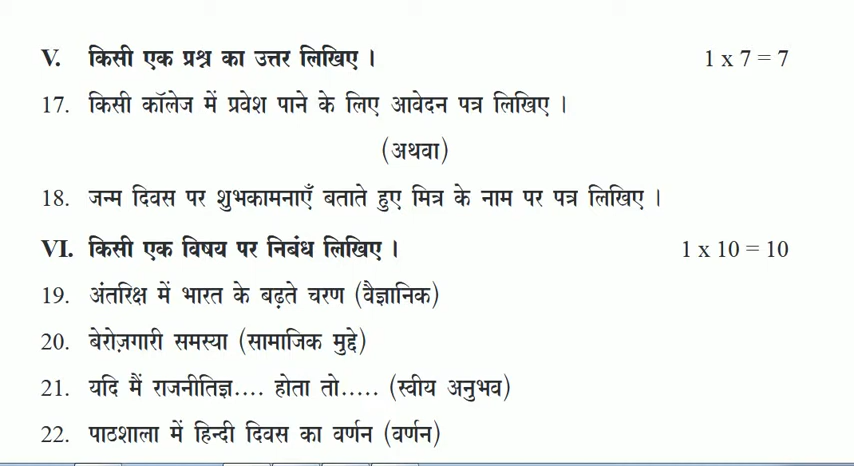 V. किसी एक प्रश्न का उत्तर लिखिए । 1 x 7 = 7
17. किसी कॉलेज में प्रवेश पाने के लिए आवेदन पत्र लिखिए ।
(अथवा)
18. जन्म दिवस पर शुभकामनाएँ बताते हुए मित्र के नाम पर पत्र लिखिए ।
VI. किसी एक विषय पर निबंध लिखिए । 1 x 10 = 10
19. अंतरिक्ष में भारत के बढ़ते चरण (वैज्ञानिक)
20. बेरोज़गारी समस्या (सामाजिक मुद्दे)
21. यदि मैं राजनीतिज्ञ.... होता तो..... (स्वीय अनुभव)
22. पाठशाला में हिन्दी दिवस का वर्णन (वर्णन)